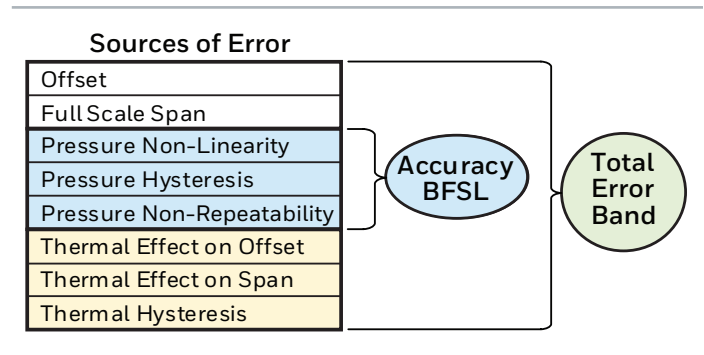 Sources of Error
Offset
Full Scale Span
Pressure Non-Linearity
Pressure Hysteresis
Pressure Non-Repeatability
Thermal Effect on Offset
Thermal Effect on Span
Thermal Hysteresis
Accuracy
BFSL
Total
Error
Band